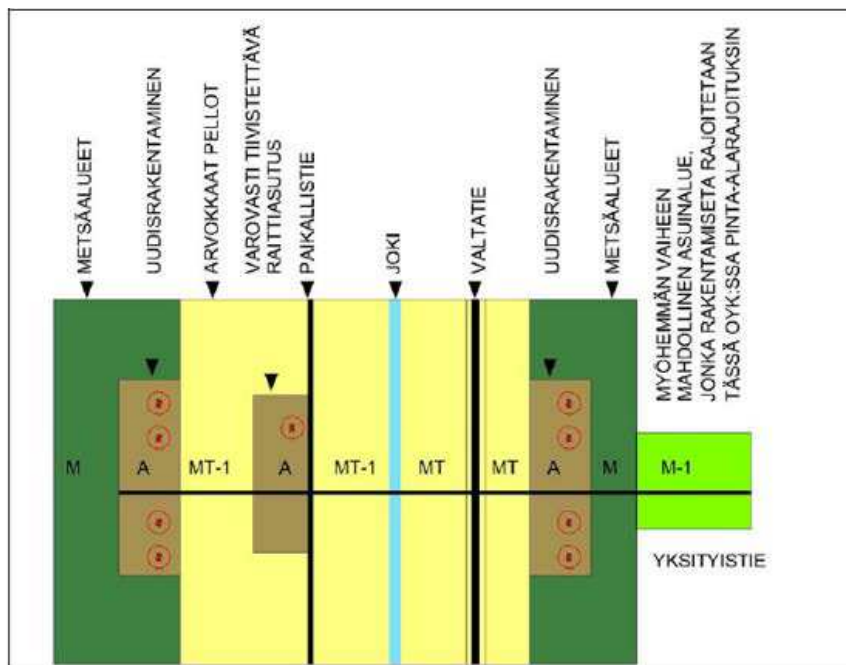 METSÄALUEET
UUDISRAKENTAMINEN
ARVOKKAAT PELLOT
VAROVASTI TIIVISTETTÄVÄ
RAITTIASUTUS
PAIKALLISTIE
JOKI
VALTATIE
UUDISRAKENTAMINEN
METSÄALUEET
MYÖHEMMÄN VAIHEEN
MAHDOLLINEN ASUINALUE,
JONKA RAKENTAMISETA RAJOITETAAN
TÄSSÄ OYK:SSA PINTA-ALARAJOITUKSIN
M
A
MT-1
A
MT-1
MT
MT
A
M
M-1
YKSITYISTIE